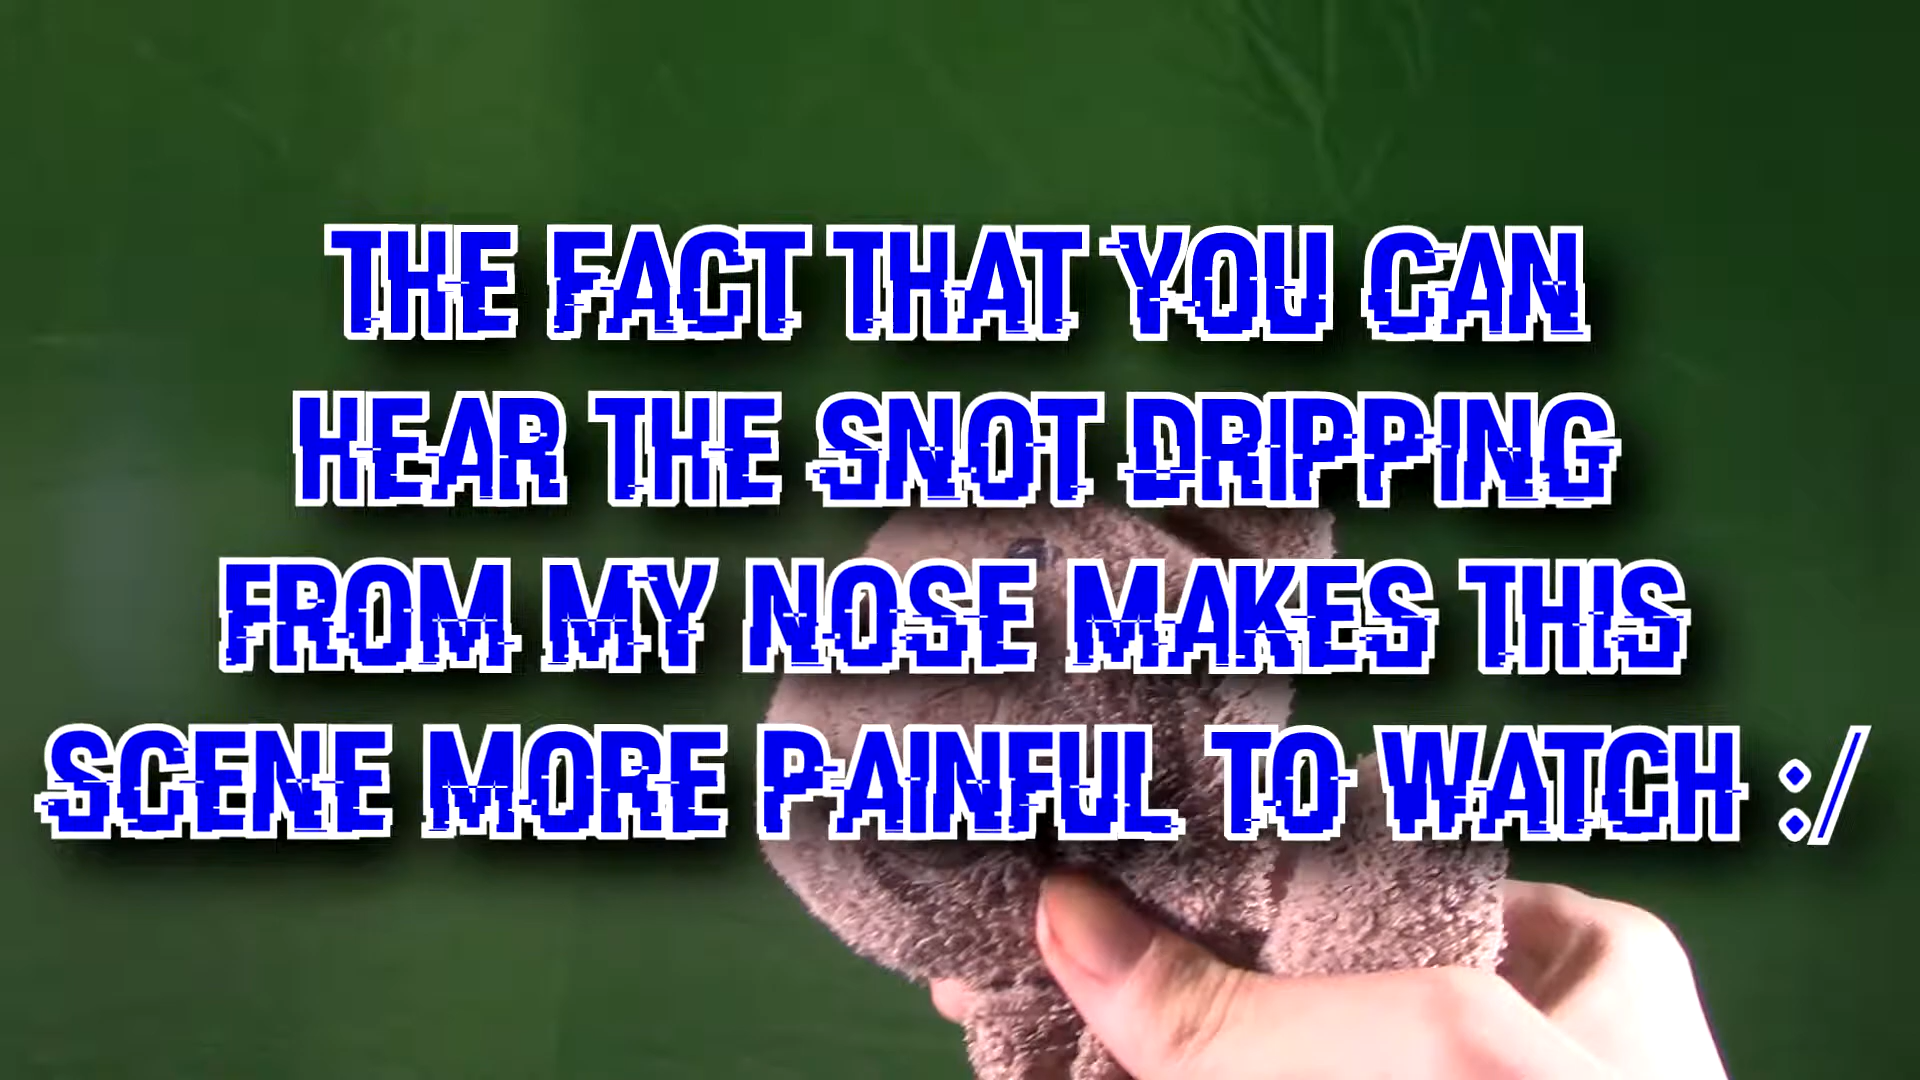 THE FACT THAT YOU CAN
HEAR THE SNOT DRIPPING
FROM MY NOSE MAKES THIS
SCENE MORE PAINFUL TO WATCH :/